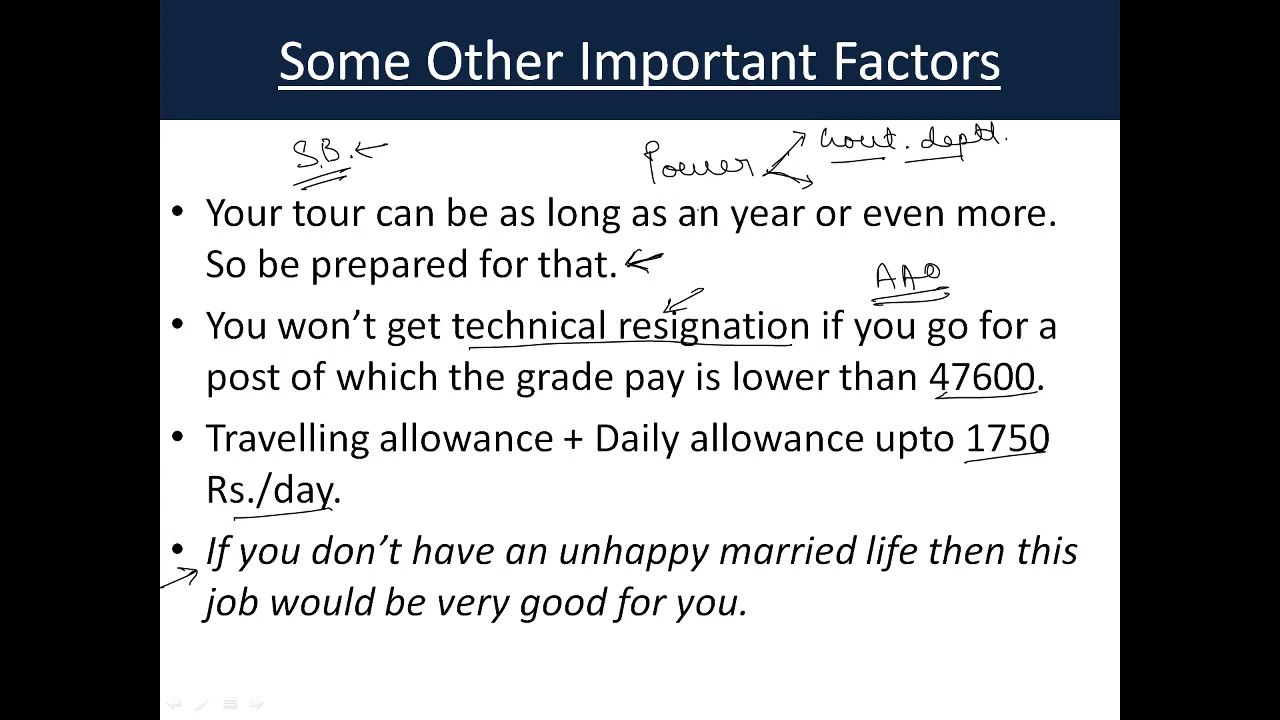 Some Other Important Factors
S.B.
Power
Govt. deptt.
• Your tour can be as long as an year or even more.
So be prepared for that.
AAO
• You won’t get technical resignation if you go for a
post of which the grade pay is lower than 47600.
• Travelling allowance + Daily allowance upto 1750
Rs./day.
• If you don’t have an unhappy married life then this
job would be very good for you.